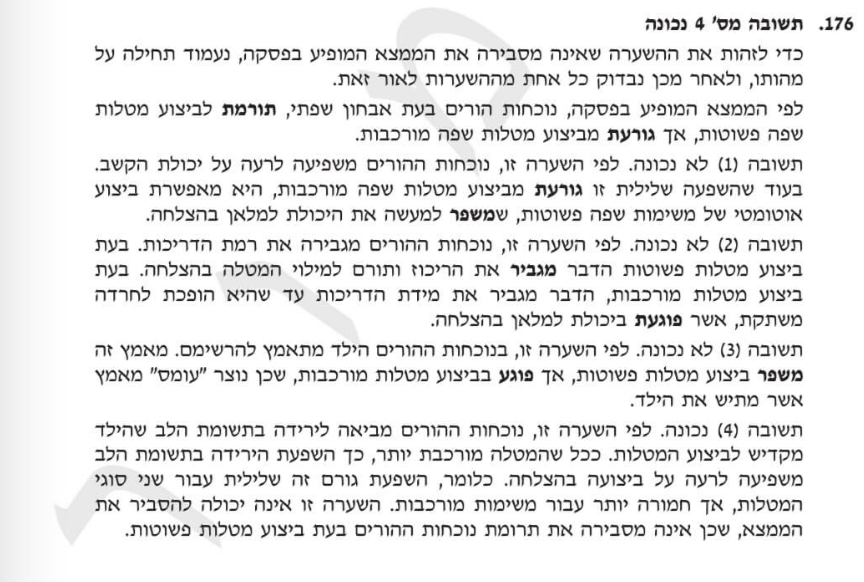 176. תשובה מס' 4 נכונה
כדי לזהות את ההשערה שאינה מסבירה את הממצא המופיע בפסקה, נעמוד תחילה על
מהותו, ולאחר מכן נבדוק כל אחת מההשערות לאור זאת.
לפי הממצא המופיע בפסקה, נוכחות הורים בעת אבחון שפתי, תורמת לביצוע מטלות
שפה פשוטות, אך גורעת מביצוע מטלות שפה מורכבות.
תשובה (1) לא נכונה. לפי השערה זו, נוכחות ההורים משפיעה לרעה על יכולת הקשב.
בעוד שהשפעה שלילית זו גורעת מביצוע מטלות שפה מורכבות, היא מאפשרת ביצוע
אוטומטי של משימות שפה פשוטות, שמשפר למעשה את היכולת למלאן בהצלחה.
תשובה (2) לא נכונה. לפי השערה זו, נוכחות ההורים מגבירה את רמת הדריכות. בעת
ביצוע מטלות פשוטות הדבר מגביר את הריכוז ותורם למילוי המטלה בהצלחה. בעת
ביצוע מטלות מורכבות, הדבר מגביר את מידת הדריכות עד שהיא הופכת לחרדה
משתקת, אשר פוגעת ביכולת למלאן בהצלחה.
תשובה (3) לא נכונה. לפי השערה זו, בנוכחות ההורים הילד מתאמץ להרשימם. מאמץ זה
משפר ביצוע מטלות פשוטות, אך פוגע בביצוע מטלות מורכבות, שכן נוצר "עומס" מאמץ
אשר מתיש את הילד.
תשובה (4) נכונה. לפי השערה זו, נוכחות ההורים מביאה לירידה בתשומת הלב שהילד
מקדיש לביצוע המטלות. ככל שהמטלה מורכבת יותר, כך השפעת הירידה בתשומת הלב
משפיעה לרעה על ביצועה בהצלחה. כלומר, השפעת גורם זה שלילית עבור שני סוגי
המטלות, אך חמורה יותר עבור משימות מורכבות. השערה זו אינה יכולה להסביר את
הממצא, שכן אינה מסבירה את תרומת נוכחות ההורים בעת ביצוע מטלות פשוטות.